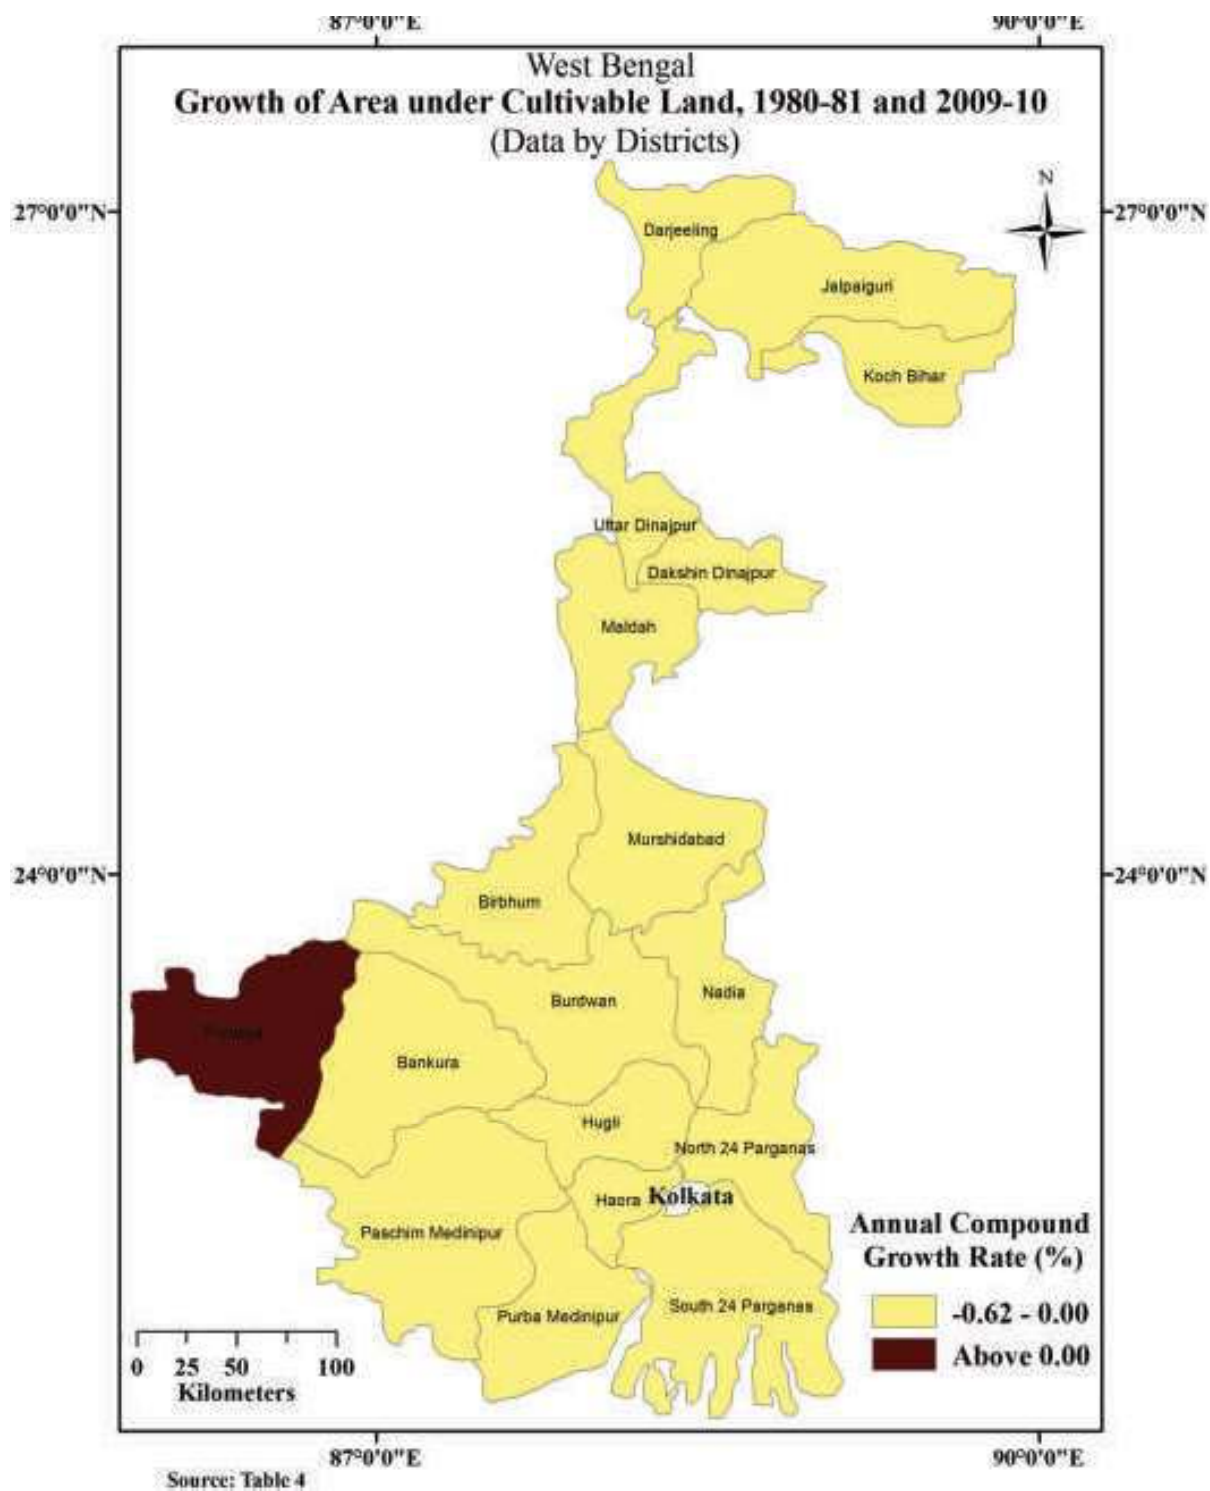 87°0'0"E
90°0'0"E
West Bengal
Growth of Area under Cultivable Land, 1980-81 and 2009-10
(Data by Districts)
N
27°0'0"N
27°0'0"N
Darjeeling
Jalpaiguri
Koch Bihar
Uttar Dinajpur
Dakshin Dinajpur
Maldah
Murshidabad
24°0'0"N
24°0'0"N
Birbhum
Burdwan
Nadia
Bankura
Hugli
North 24 Parganas
Haora
Kolkata
Paschim Medinipur
South 24 Parganas
Purba Medinipur
Annual Compound
Growth Rate (%)
-0.62 - 0.00
Above 0.00
0 25 50 100
Kilometers
87°0'0"E
90°0'0"E
Source: Table 4